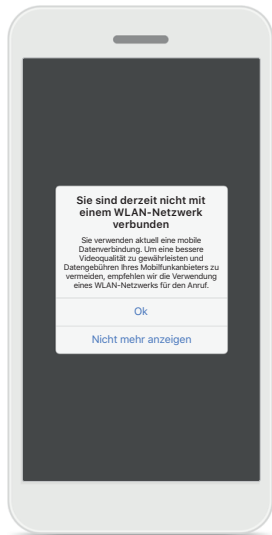 Sie sind derzeit nicht mit
einem WLAN-Netzwerk
verbunden
Sie verwenden aktuell eine mobile
Datenverbindung. Um eine bessere
Videoqualität zu gewährleisten und
Datengebühren Ihres Mobilfunkanbieters zu
vermeiden, empfehlen wir die Verwendung
eines WLAN-Netzwerks für den Anruf.
Ok
Nicht mehr anzeigen